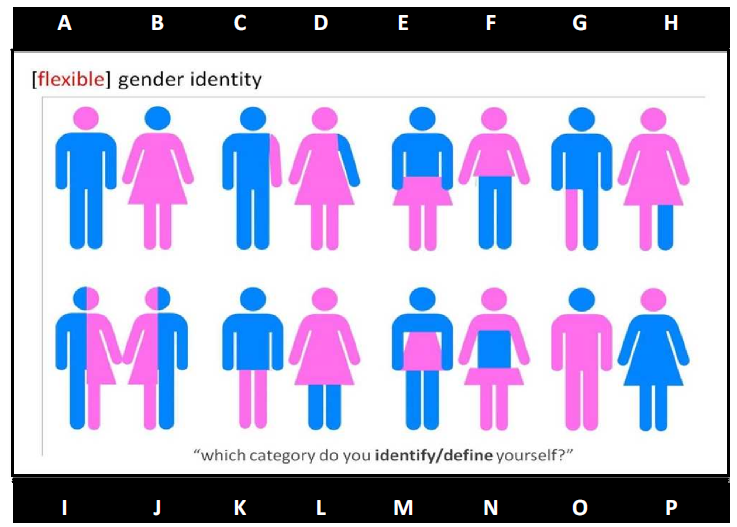 A B C D E F G H
[flexible] gender identity
“which category do you identify/define yourself?”
I J K L M N O P